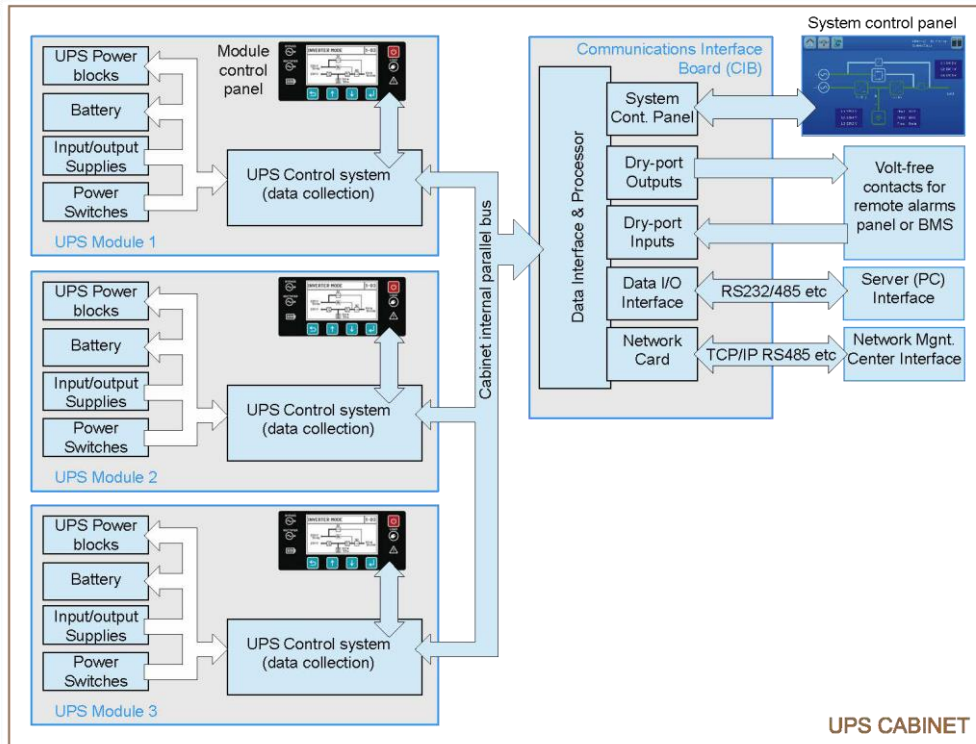 System control panel
UPS Power
blocks
Battery
Input/output
Supplies
Power
Switches
Module
control
panel
INVERTER MODE
UPS Control system
(data collection)
UPS Module 1
UPS Power
blocks
Battery
Input/output
Supplies
Power
Switches
INVERTER MODE
UPS Control system
(data collection)
UPS Module 2
UPS Power
blocks
Battery
Input/output
Supplies
Power
Switches
INVERTER MODE
UPS Control system
(data collection)
UPS Module 3
Cabinet internal parallel bus
Communications Interface
Board (CIB)
Data Interface & Processor
System
Cont. Panel
Dry-port
Outputs
Dry-port
Inputs
Data I/O
Interface
Network
Card
RS232/485 etc
TCP/IP RS485 etc
Volt-free
contacts for
remote alarms
panel or BMS
Server (PC)
Interface
Network Mgnt.
Center Interface
UPS CABINET